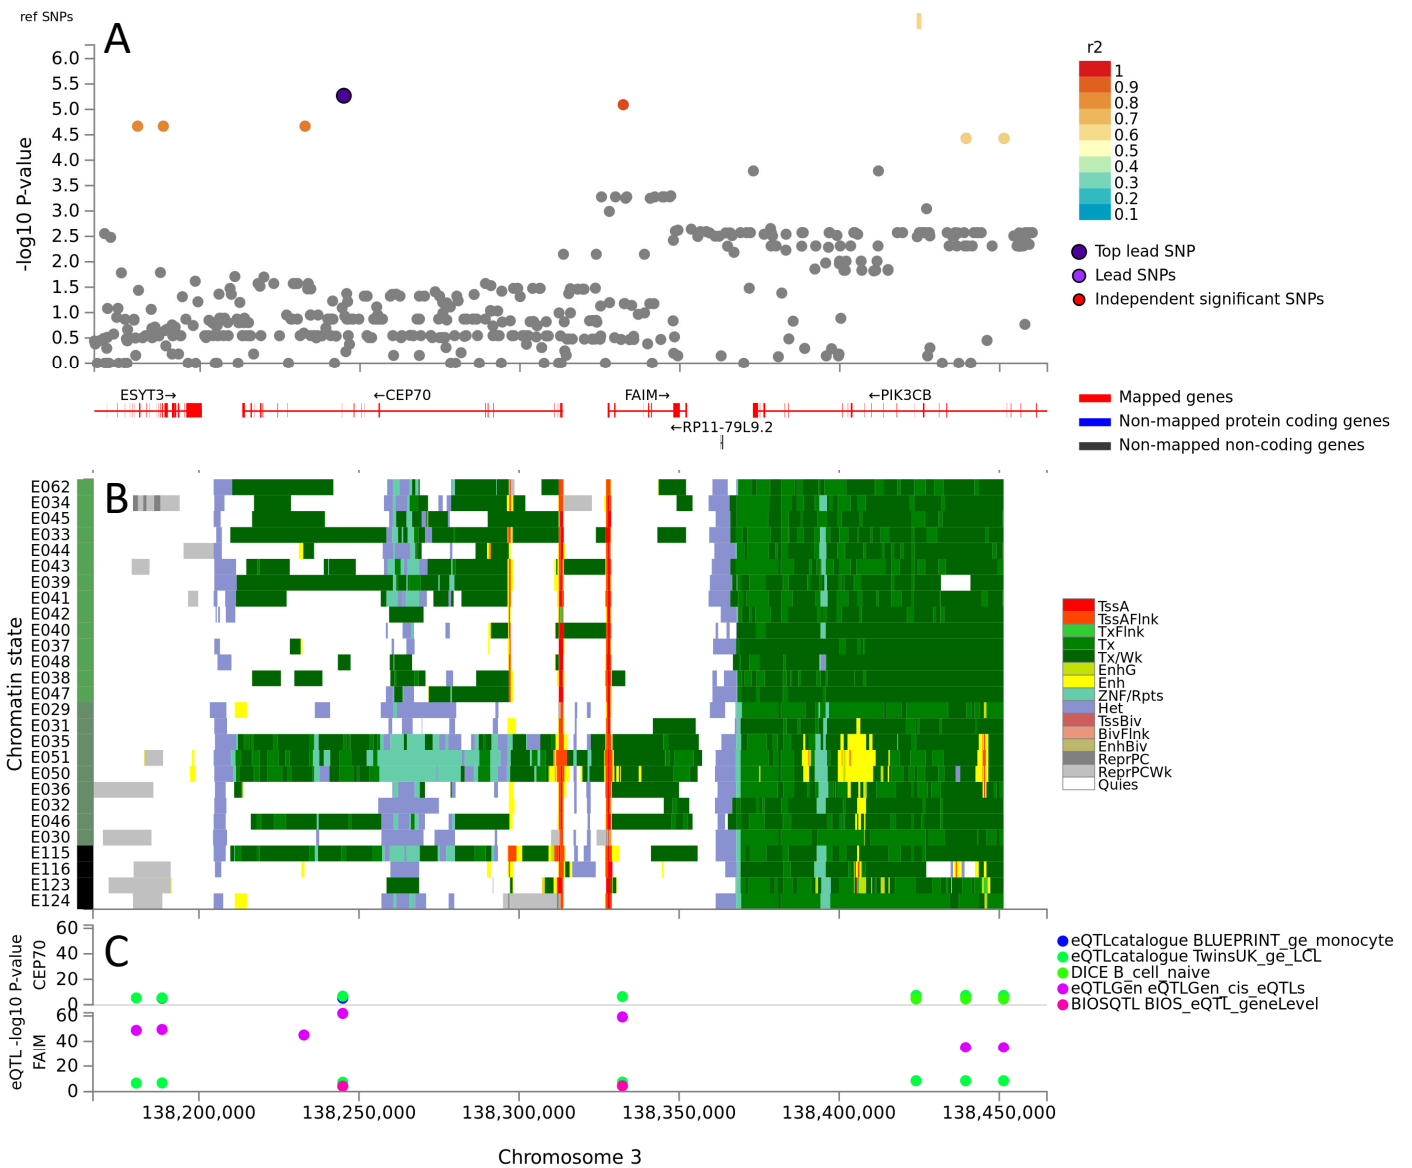 ref SNPs
A
6.0
5.5
5.0
4.5
4.0
3.5
3.0
2.5
2.0
1.5
1.0
0.5
0.0
-log10 P-value
r2
1
0.9
0.8
0.7
0.6
0.5
0.4
0.3
0.2
0.1
Top lead SNP
Lead SNPs
Independent significant SNPs
ESYT3→
←CEP70
FAIM→
←PIK3CB
←RP11-79L9.2
Mapped genes
Non-mapped protein coding genes
Non-mapped non-coding genes
B
Chromatin state
E062
E034
E045
E033
E044
E043
E039
E041
E042
E040
E037
E048
E038
E047
E029
E031
E035
E051
E050
E036
E032
E046
E030
E115
E116
E123
E124
TssA
TssAFlnk
TxFlnk
Tx
Tx/Wk
EnhG
Enh
ZNF/Rpts
Het
TssBiv
BivFlnk
EnhBiv
ReprPC
ReprPCWk
Quies
C
eQTL -log10 P-value
CEP70
60
40
20
0
FAIM
60
40
20
0
eQTLcatalogue BLUEPRINT_ge_monocyte
eQTLcatalogue TwinsUK_ge_LCL
DICE B_cell_naive
eQTLGen eQTLGen_cis_eQTLs
BIOSQTL BIOS_eQTL_geneLevel
138,200,000
138,250,000
138,300,000
138,350,000
138,400,000
138,450,000
Chromosome 3